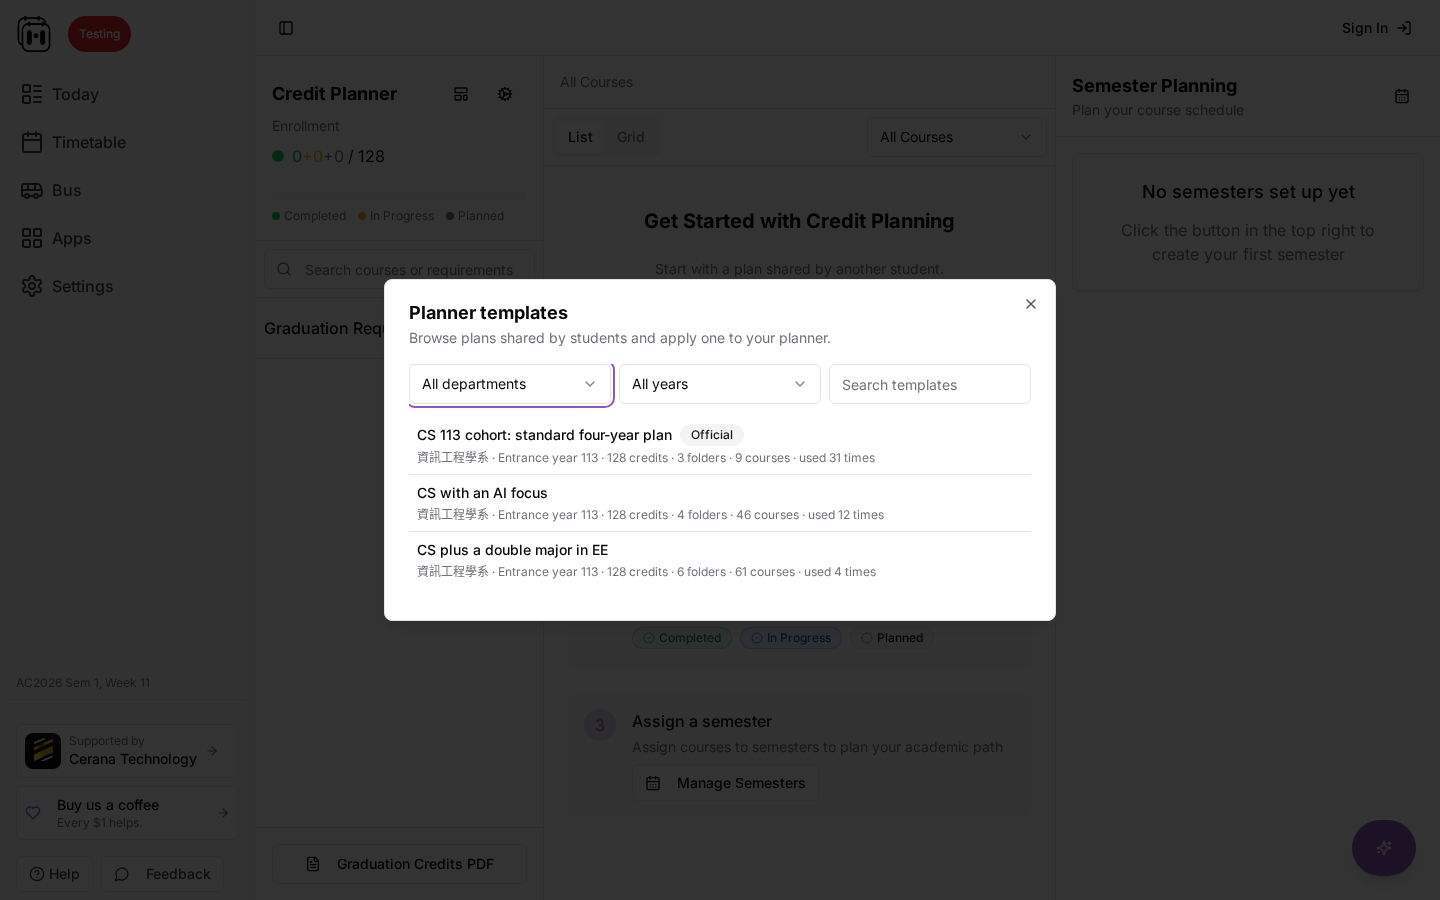 Testing
Sign In
Today
Timetable
Bus
Apps
Settings
AC2026 Sem 1, Week 11
Supported by
Cerana Technology
Buy us a coffee
Every $1 helps.
Help
Feedback
Credit Planner
Enrollment
0+0+0 / 128
Completed
In Progress
Planned
Search courses or requirements
Graduation Requ
Graduation Credits PDF
All Courses
List
Grid
All Courses
Get Started with Credit Planning
Start with a plan shared by another student.
Planner templates
Browse plans shared by students and apply one to your planner.
All departments
All years
Search templates
CS 113 cohort: standard four-year plan
Official
資訊工程學系 · Entrance year 113 · 128 credits · 3 folders · 9 courses · used 31 times
CS with an AI focus
資訊工程學系 · Entrance year 113 · 128 credits · 4 folders · 46 courses · used 12 times
CS plus a double major in EE
資訊工程學系 · Entrance year 113 · 128 credits · 6 folders · 61 courses · used 4 times
Completed
In Progress
Planned
3
Assign a semester
Assign courses to semesters to plan your academic path
Manage Semesters
Semester Planning
Plan your course schedule
No semesters set up yet
Click the button in the top right to
create your first semester